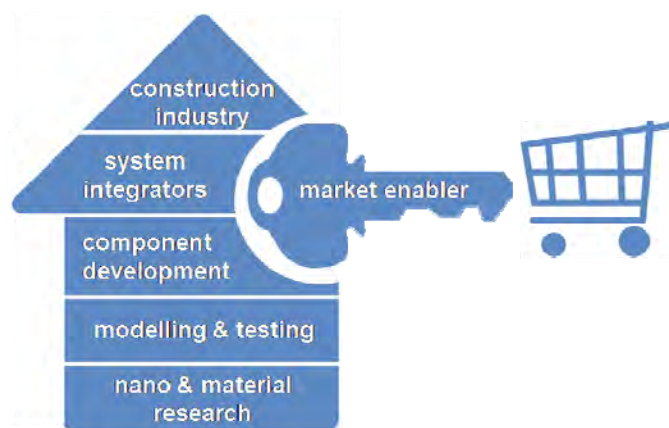 construction
industry
system
integrators
market enabler
component
development
modelling & testing
nano & material
research